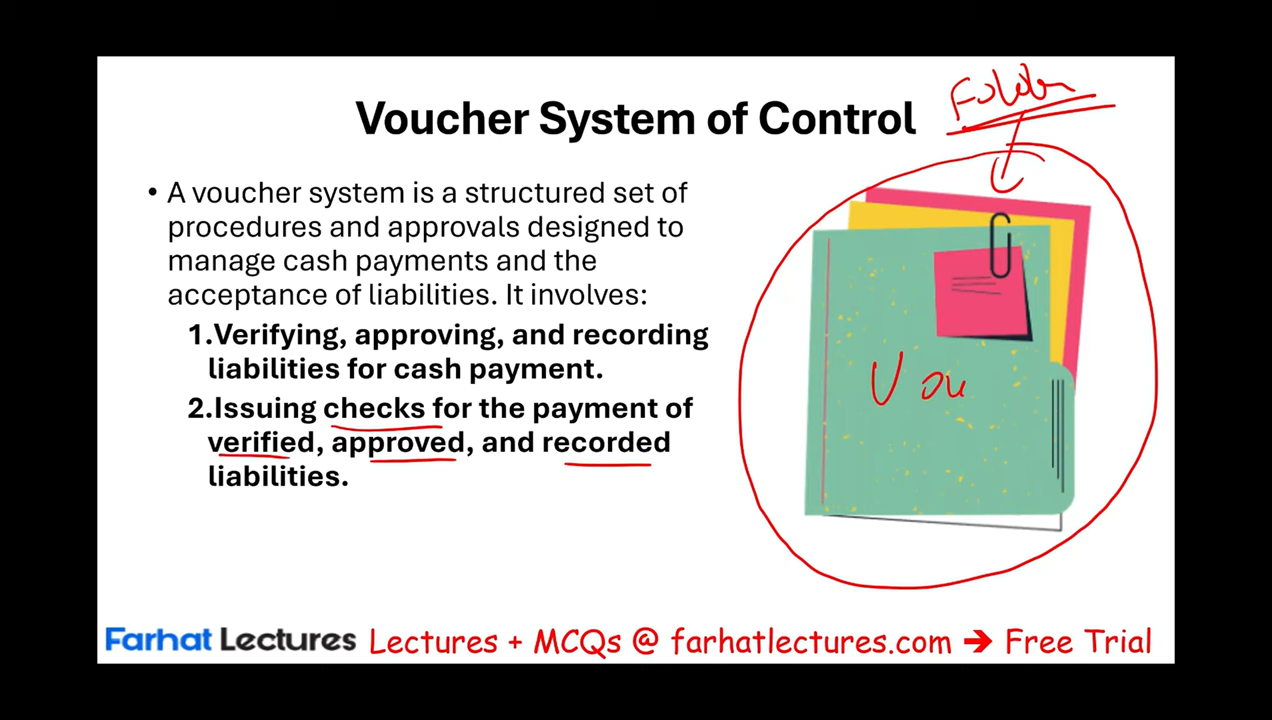 Folder
Voucher System of Control
• A voucher system is a structured set of
procedures and approvals designed to
manage cash payments and the
acceptance of liabilities. It involves:
1.Verifying, approving, and recording
liabilities for cash payment.
2.Issuing checks for the payment of
verified, approved, and recorded
liabilities.
Vou
Farhat Lectures Lectures + MCQs @ farhatlectures.com ➔ Free Trial